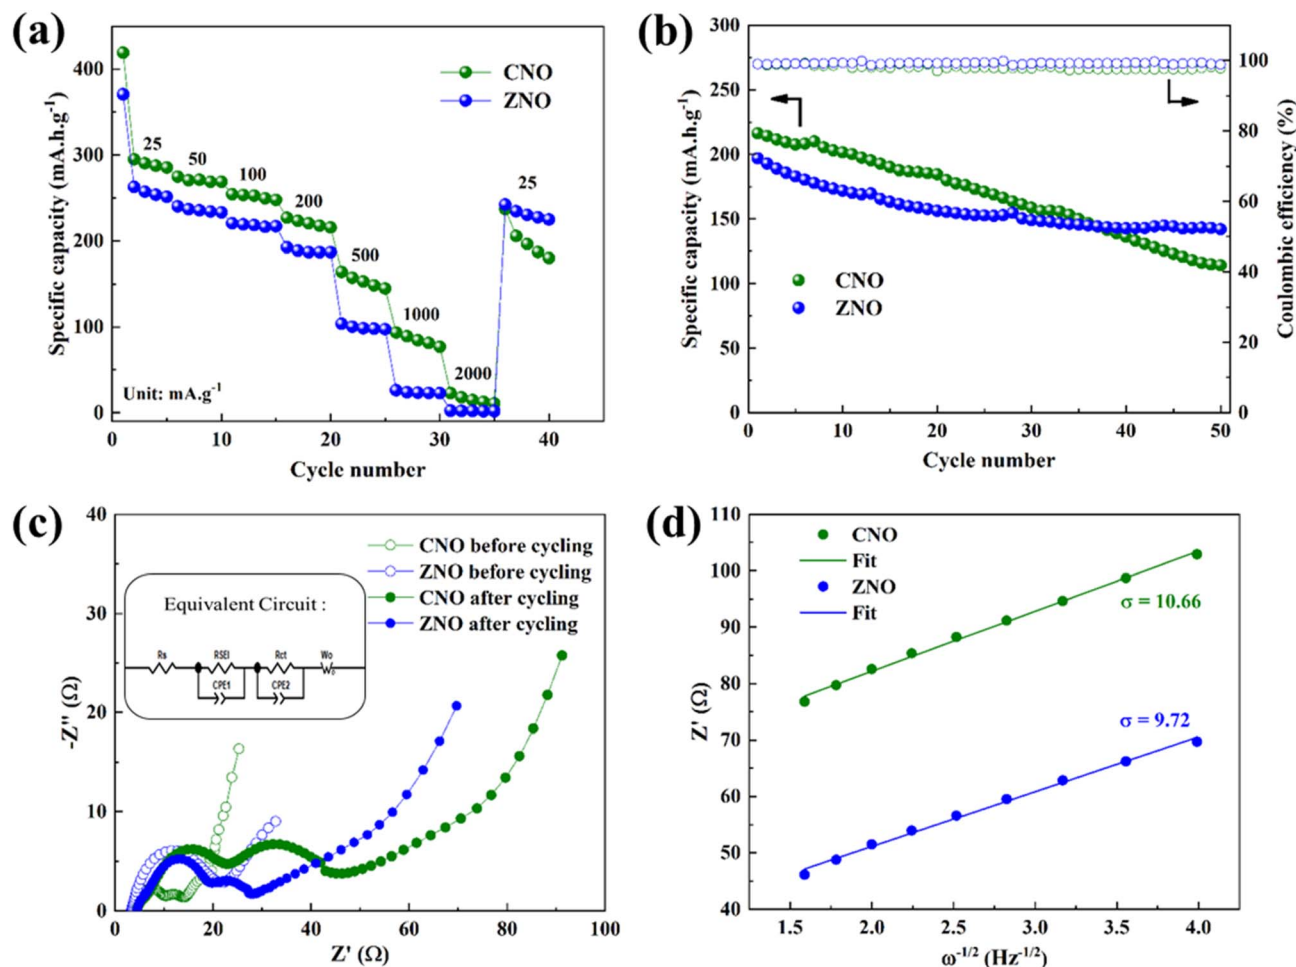 (a)
CNO
ZNO
25
50
100
200
500
1000
2000
25
Unit: mA.g⁻¹
400
300
200
100
0
0
10
20
30
40
Cycle number
Specific capacity (mA.h.g⁻¹)
(b)
CNO
ZNO
300
275
250
225
200
175
150
125
100
75
50
25
0
0
10
20
30
40
50
Cycle number
Specific capacity (mA.h.g⁻¹)
100
80
60
40
20
0
Coulombic efficiency (%)
(c)
CNO before cycling
ZNO before cycling
CNO after cycling
ZNO after cycling
Equivalent Circuit :
Rs
RSEI
Rct
Wo
CPE1
CPE2
40
30
20
10
0
0
20
40
60
80
100
Z' (Ω)
-Z'' (Ω)
(d)
CNO
Fit
ZNO
Fit
σ = 10.66
σ = 9.72
110
100
90
80
70
60
50
40
1.5
2.0
2.5
3.0
3.5
4.0
ω⁻¹/² (Hz⁻¹/²)
Z' (Ω)